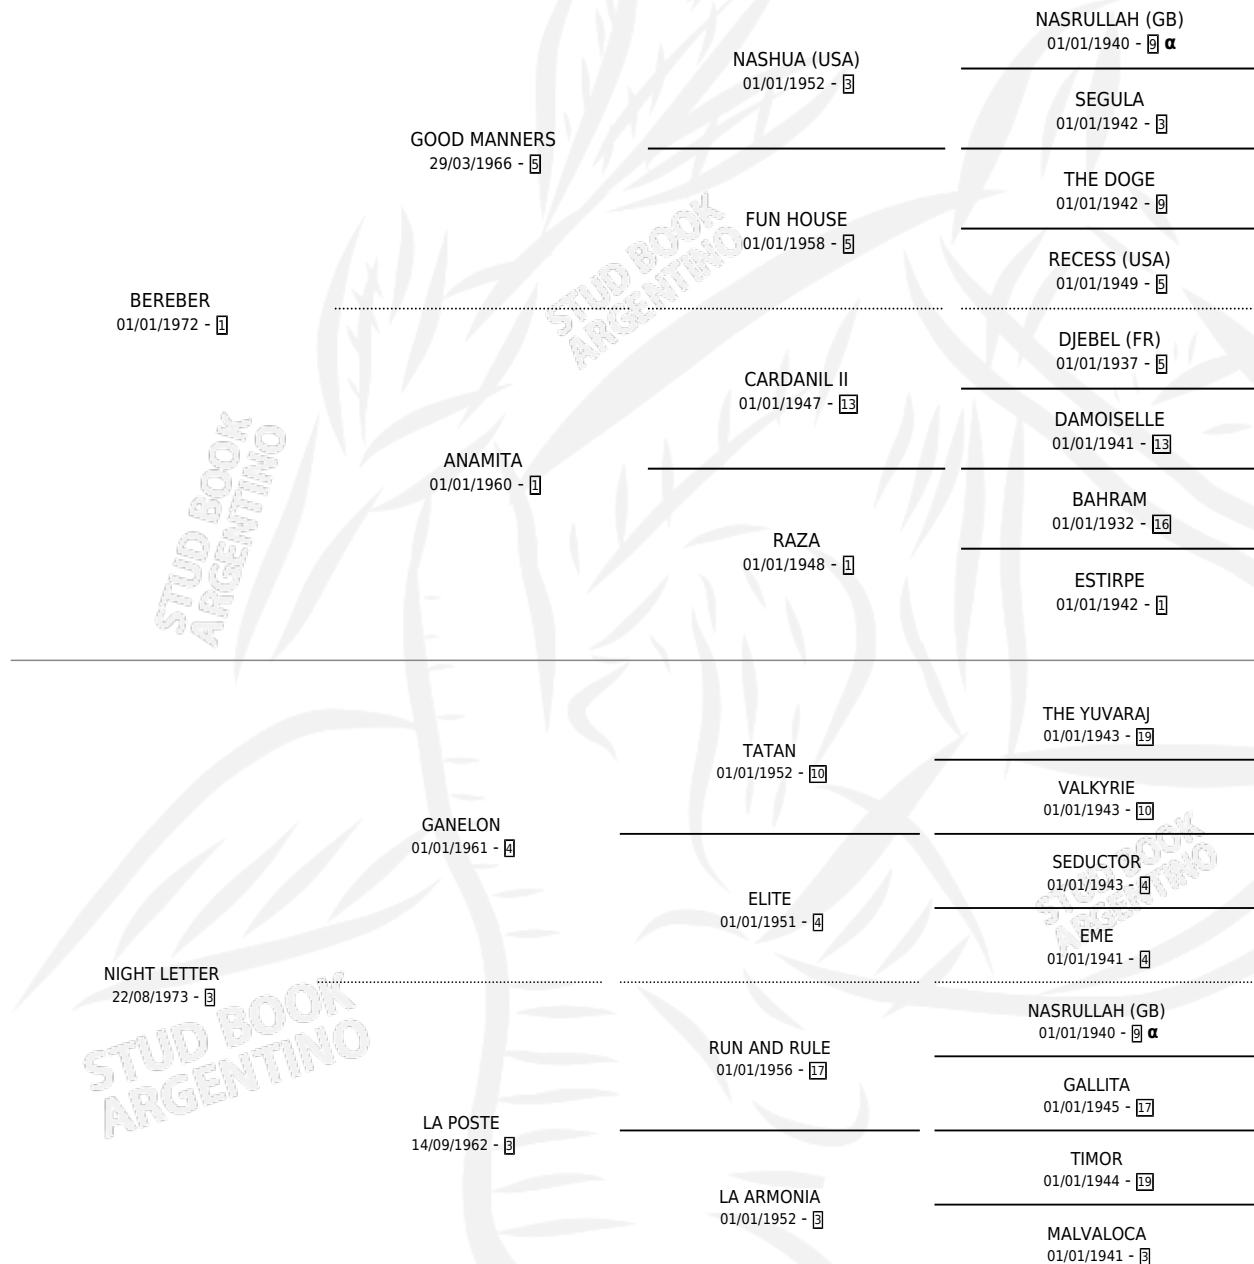 NASRULLAH (GB)
01/01/1940 - 9 α
NASHUA (USA)
01/01/1952 - 3
SEGULA
01/01/1942 - 3
GOOD MANNERS
29/03/1966 - 5
THE DOGE
01/01/1942 - 9
FUN HOUSE
01/01/1958 - 5
RECESS (USA)
01/01/1949 - 5
BEREBER
01/01/1972 - 1
DJEBEL (FR)
01/01/1937 - 5
CARDANIL II
01/01/1947 - 13
DAMOISELLE
01/01/1941 - 13
ANAMITA
01/01/1960 - 1
BAHRAM
01/01/1932 - 16
RAZA
01/01/1948 - 1
ESTIRPE
01/01/1942 - 1
THE YUVARAJ
01/01/1943 - 19
TATAN
01/01/1952 - 10
VALKYRIE
01/01/1943 - 10
GANELON
01/01/1961 - 4
SEDUCTOR
01/01/1943 - 4
ELITE
01/01/1951 - 4
EME
01/01/1941 - 4
NIGHT LETTER
22/08/1973 - 3
NASRULLAH (GB)
01/01/1940 - 9 α
RUN AND RULE
01/01/1956 - 17
GALLITA
01/01/1945 - 17
LA POSTE
14/09/1962 - 3
TIMOR
01/01/1944 - 19
LA ARMONIA
01/01/1952 - 3
MALVALOCA
01/01/1941 - 3
STUD BOOK
ARGENTINO
STUD BOOK
ARGENTINO
STUD BOOK
ARGENTINO
STUD BOOK
ARGENTINO